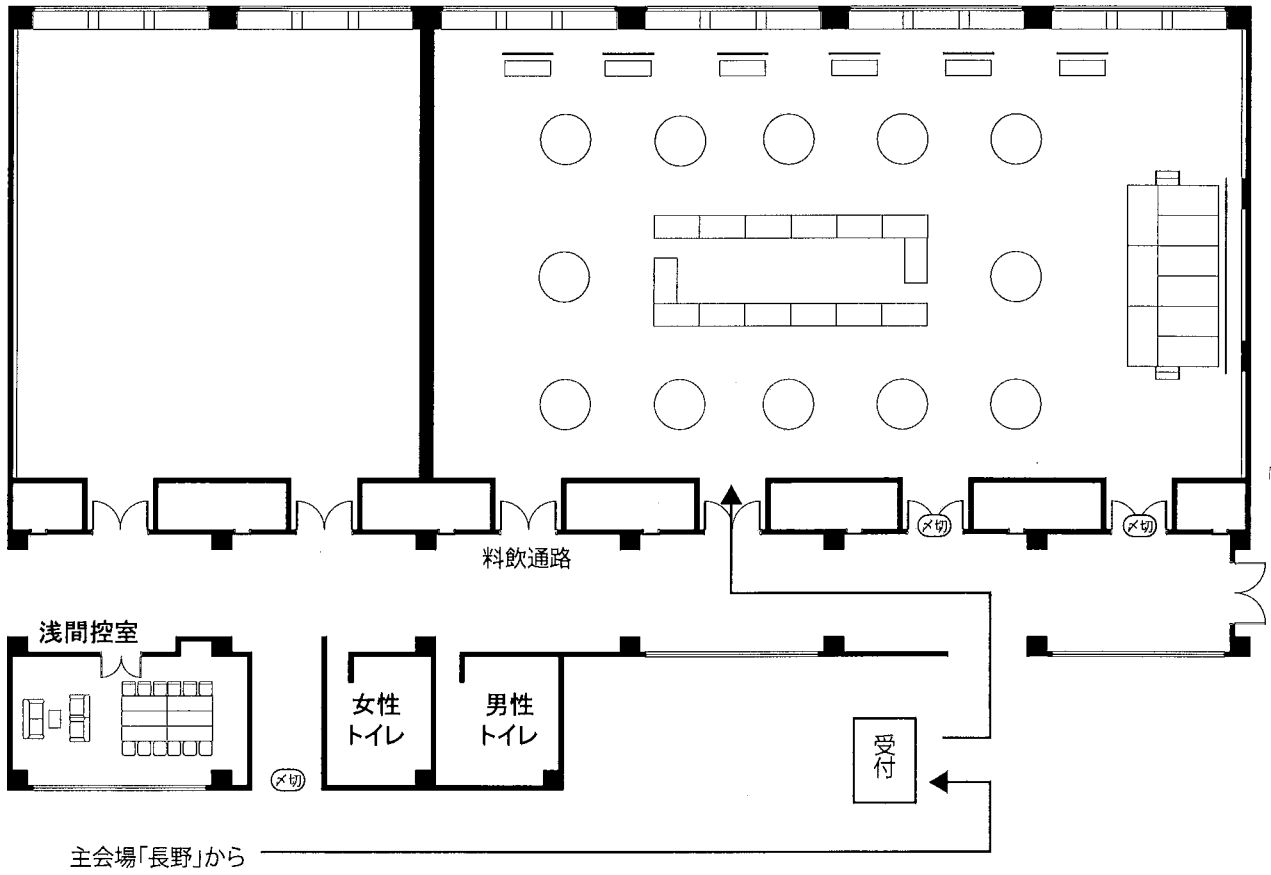 〆切
〆切
料飲通路
浅間控室
女性
トイレ
男性
トイレ
受付
〆切
主会場「長野」から